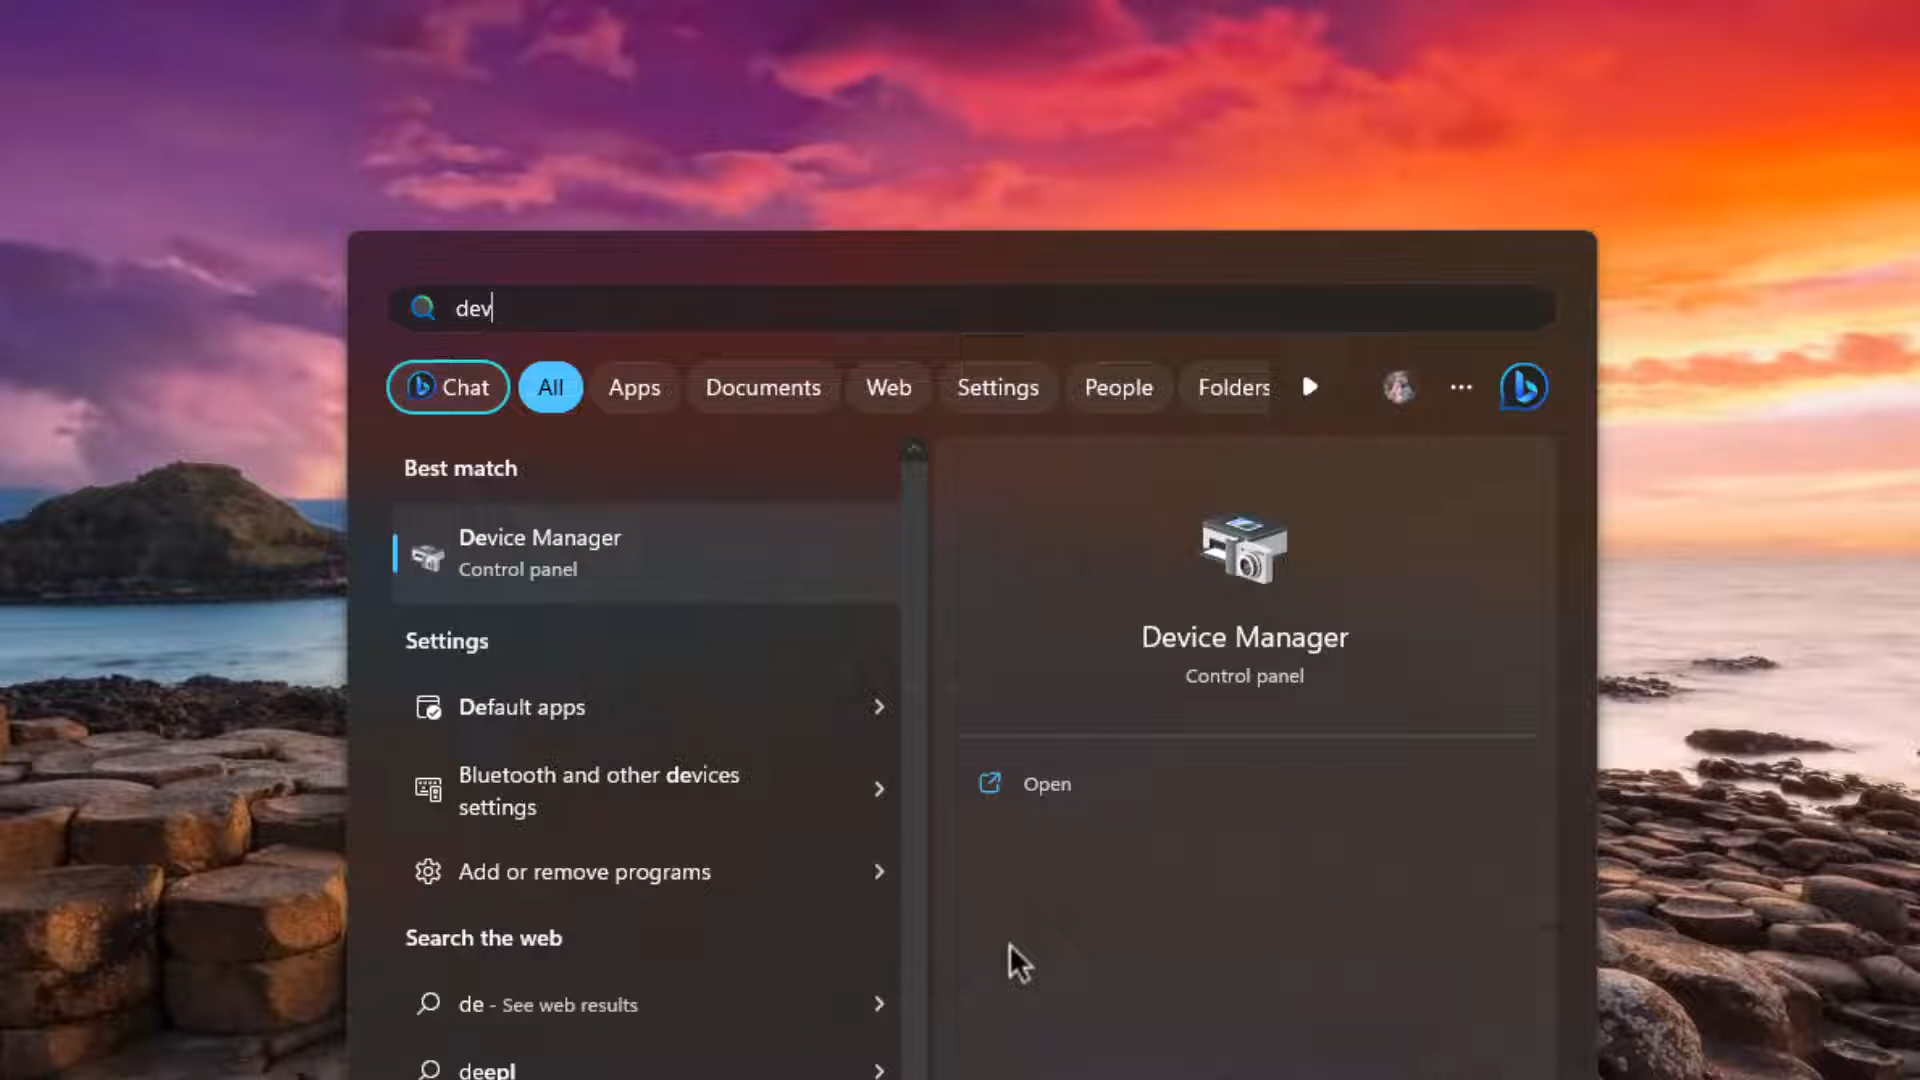 dev
Chat All Apps Documents Web Settings People Folders
Best match
Device Manager
Control panel
Settings
Default apps
Bluetooth and other devices
settings
Add or remove programs
Search the web
de - See web results
deepl
Device Manager
Control panel
Open